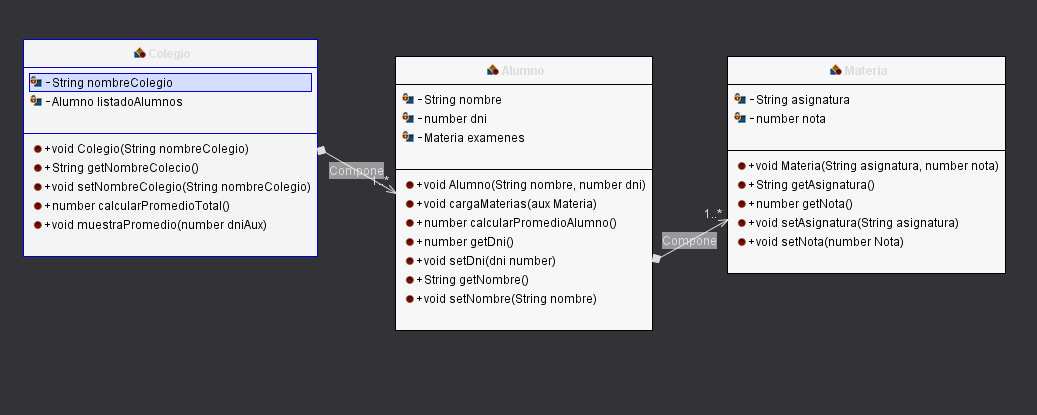 Colegio
-String nombreColegio
-Alumno listadoAlumnos
+void Colegio(String nombreColegio)
+String getNombreColecio()
+void setNombreColegio(String nombreColegio)
+number calcularPromedioTotal()
+void muestraPromedio(number dniAux)
Compone
1..*
Alumno
-String nombre
-number dni
-Materia examenes
+void Alumno(String nombre, number dni)
+void cargaMaterias(aux Materia)
+number calcularPromedioAlumno()
+number getDni()
+void setDni(dni number)
+String getNombre()
+void setNombre(String nombre)
Compone
1..*
Materia
-String asignatura
-number nota
+void Materia(String asignatura, number nota)
+String getAsignatura()
+number getNota()
+void setAsignatura(String asignatura)
+void setNota(number Nota)